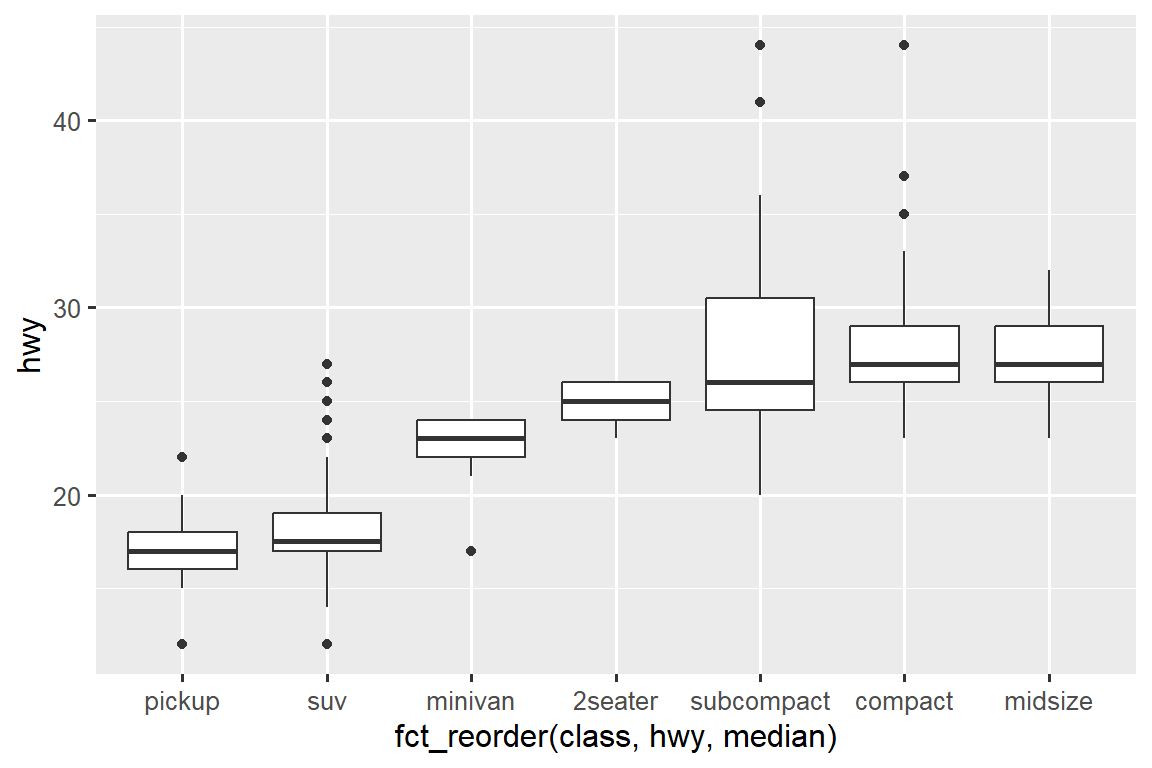 hwy
40
30
20
pickup suv minivan 2seater subcompact compact midsize
fct_reorder(class, hwy, median)